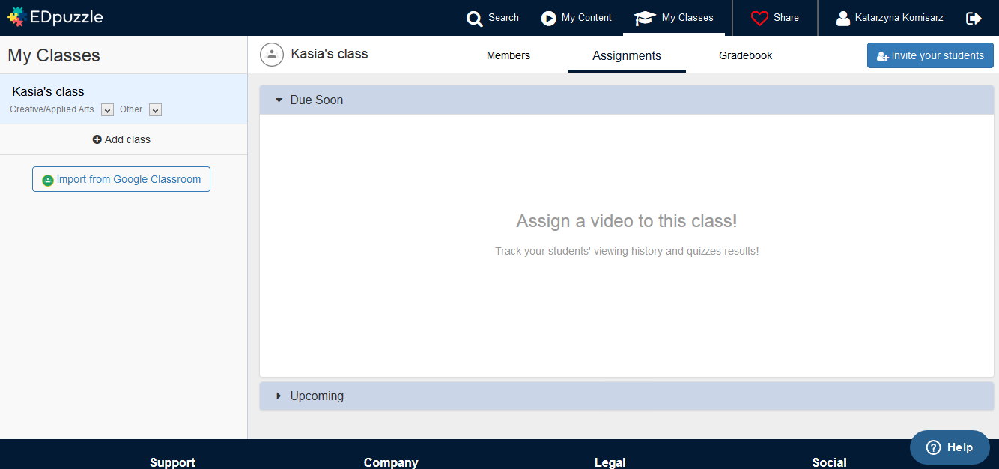 EDpuzzle
Search
My Content
My Classes
Share
Katarzyna Komisarz
My Classes
Kasia's class
Members
Assignments
Gradebook
Invite your students
Kasia's class
Creative/Applied Arts
Other
Add class
Import from Google Classroom
Due Soon
Assign a video to this class!
Track your students' viewing history and quizzes results!
Upcoming
Help
Support
Company
Legal
Social